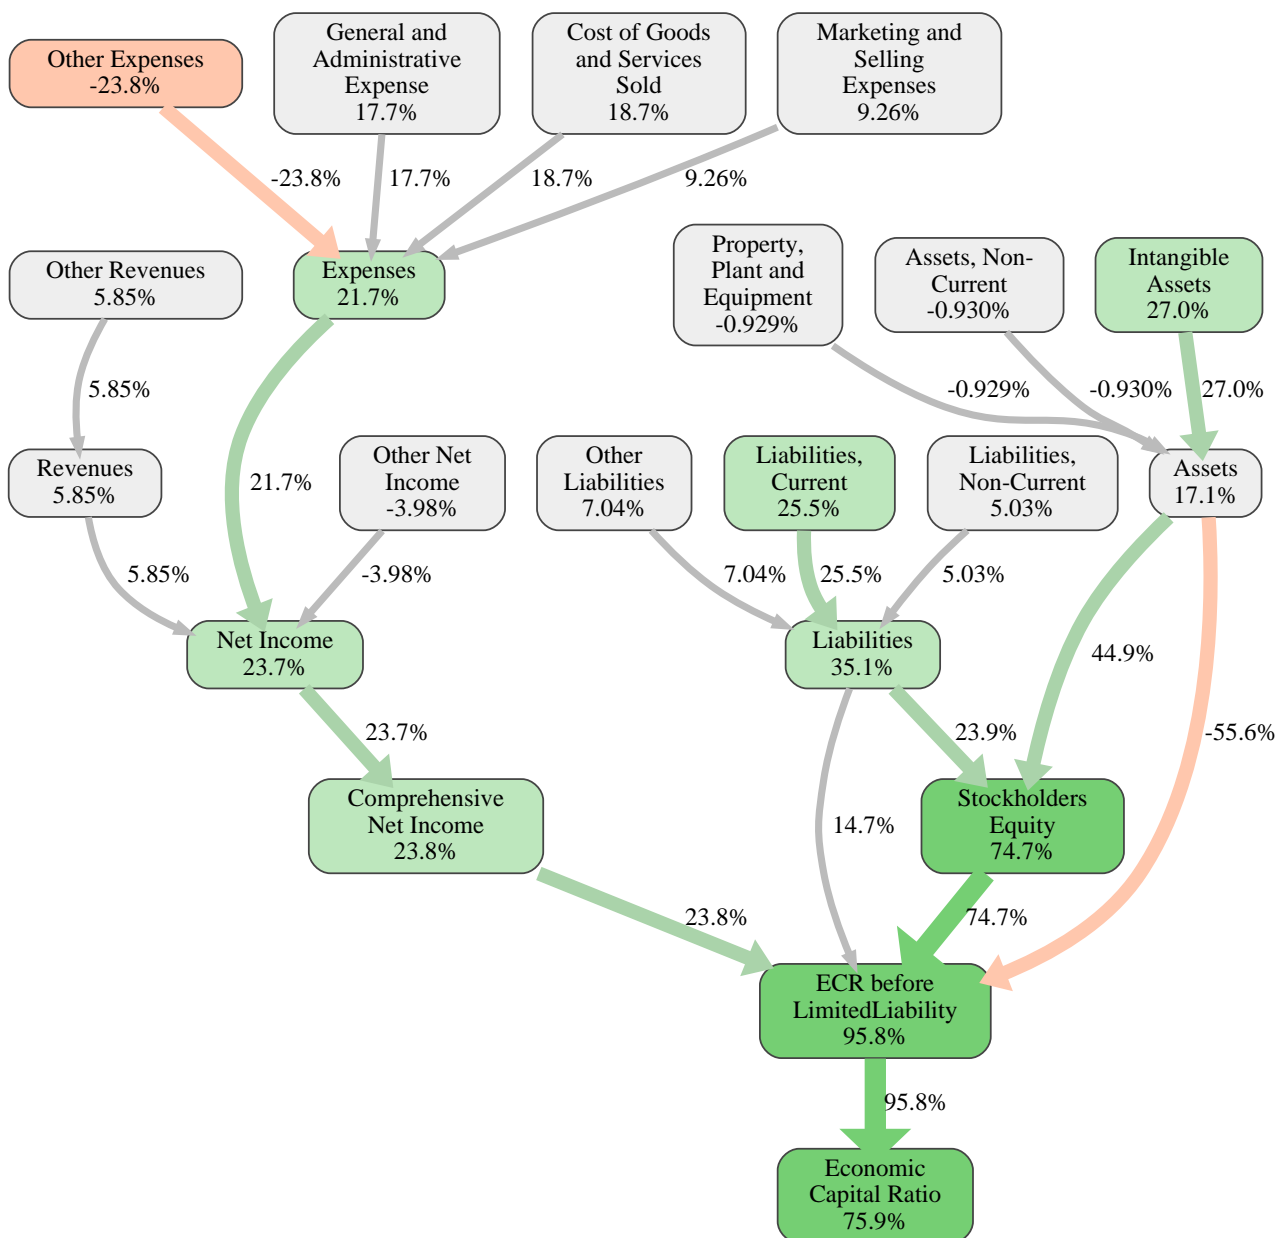 Other Expenses
-23.8%
General and
Administrative
Expense
17.7%
Cost of Goods
and Services
Sold
18.7%
Marketing and
Selling
Expenses
9.26%
-23.8%
17.7%
18.7%
9.26%
Other Revenues
5.85%
Expenses
21.7%
Property,
Plant and
Equipment
-0.929%
Assets, Non-
Current
-0.930%
Intangible
Assets
27.0%
5.85%
-0.929%
-0.930%
27.0%
Revenues
5.85%
21.7%
Other Net
Income
-3.98%
Other
Liabilities
7.04%
Liabilities,
Current
25.5%
Liabilities,
Non-Current
5.03%
Assets
17.1%
5.85%
-3.98%
7.04%
25.5%
5.03%
Net Income
23.7%
Liabilities
35.1%
44.9%
-55.6%
23.7%
23.9%
Comprehensive
Net Income
23.8%
14.7%
Stockholders
Equity
74.7%
23.8%
74.7%
ECR before
LimitedLiability
95.8%
95.8%
Economic
Capital Ratio
75.9%